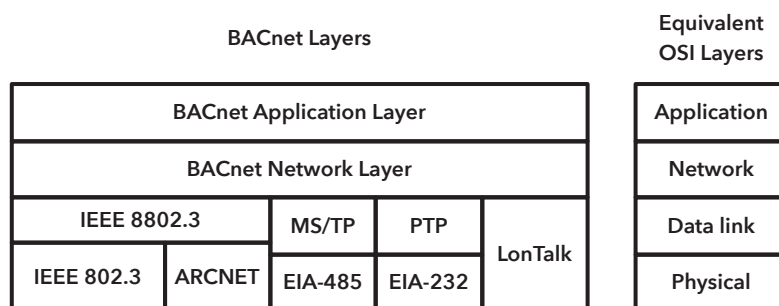 BACnet Layers
Equivalent
OSI Layers
BACnet Application Layer
Application
BACnet Network Layer
Network
IEEE 8802.3
MS/TP
PTP
LonTalk
Data link
IEEE 802.3
ARCNET
EIA-485
EIA-232
Physical